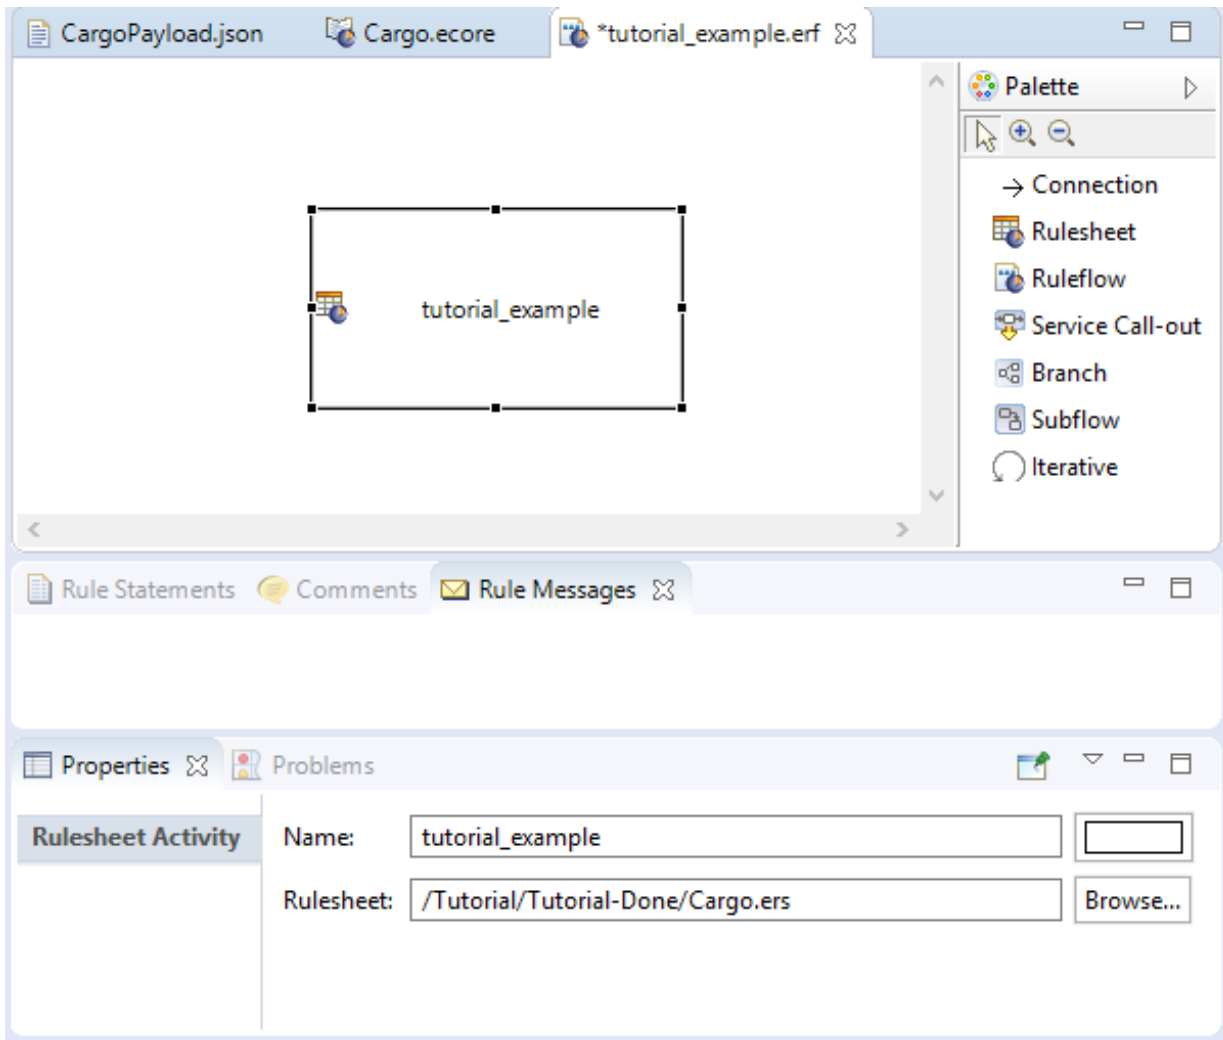 CargoPayload.json Cargo.ecore *tutorial_example.erf
Palette
Connection
Rulesheet
Ruleflow
tutorial_example
Service Call-out
Branch
Subflow
Iterative
Rule Statements Comments Rule Messages
Properties Problems
Rulesheet Activity Name: tutorial_example
Rulesheet: /Tutorial/Tutorial-Done/Cargo.ers Browse...